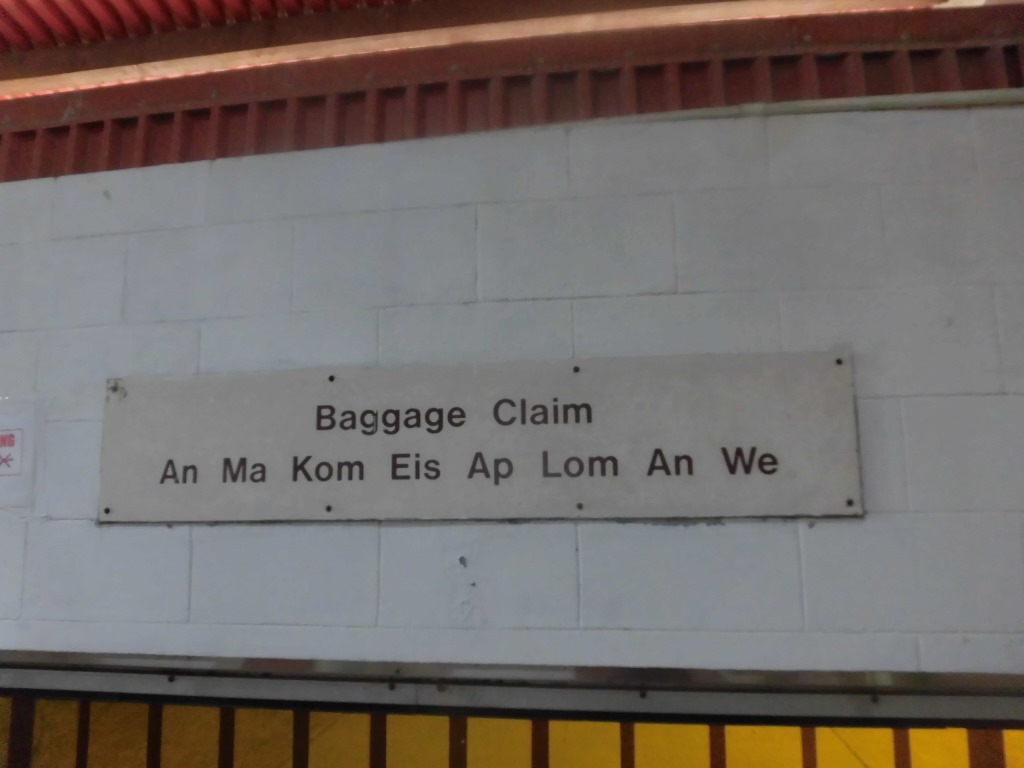 Baggage Claim
An Ma Kom Eis Ap Lom An We